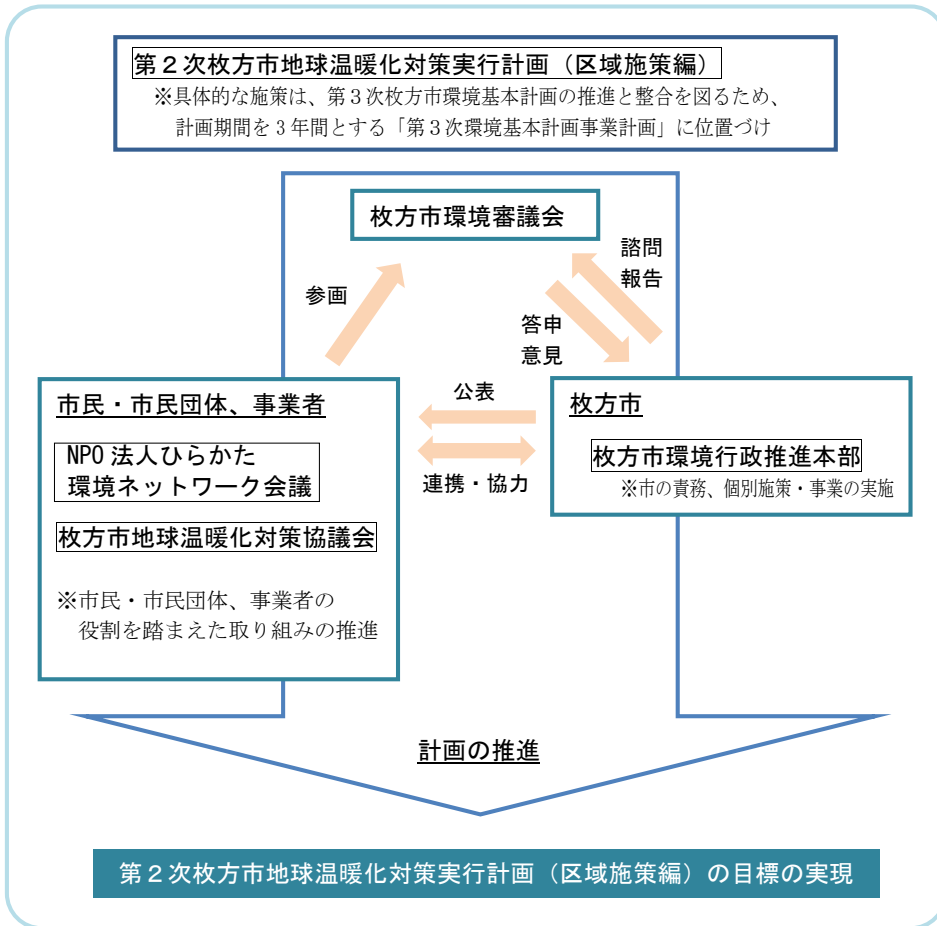 第２次枚方市地球温暖化対策実行計画（区域施策編）
※具体的な施策は、第３次枚方市環境基本計画の推進と整合を図るため、
計画期間を３年間とする「第３次環境基本計画事業計画」に位置づけ
枚方市環境審議会
諮問
報告
参画
答申
意見
市民・市民団体、事業者
NPO 法人ひらかた
環境ネットワーク会議
枚方市地球温暖化対策協議会
※市民・市民団体、事業者の
役割を踏まえた取り組みの推進
公表
連携・協力
枚方市
枚方市環境行政推進本部
※市の責務、個別施策・事業の実施
計画の推進
第２次枚方市地球温暖化対策実行計画（区域施策編）の目標の実現